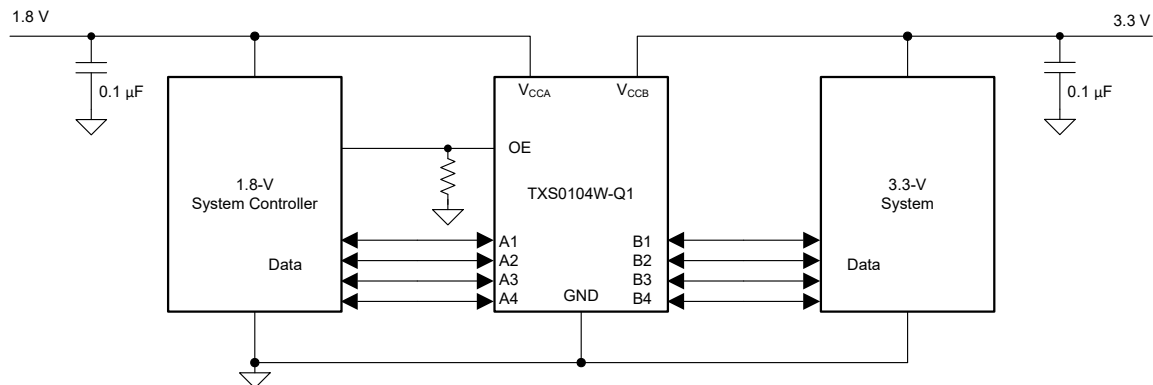 1.8 V
3.3 V
0.1 µF
0.1 µF
VCCA
VCCB
OE
TXS0104W-Q1
1.8-V
System Controller
3.3-V
System
A1
A2
A3
A4
B1
B2
B3
B4
Data
Data
GND